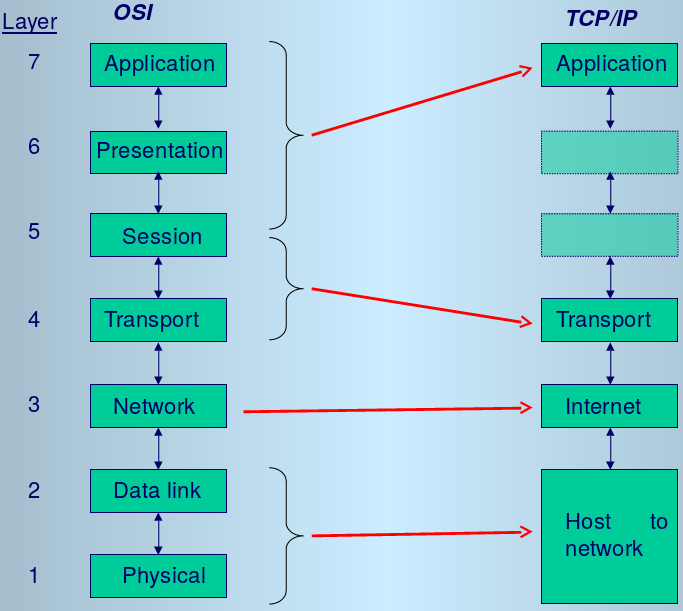 OSI
TCP/IP
Layer
7
Application
Application
6
Presentation
5
Session
4
Transport
Transport
3
Network
Internet
2
Data link
Host to
network
1
Physical